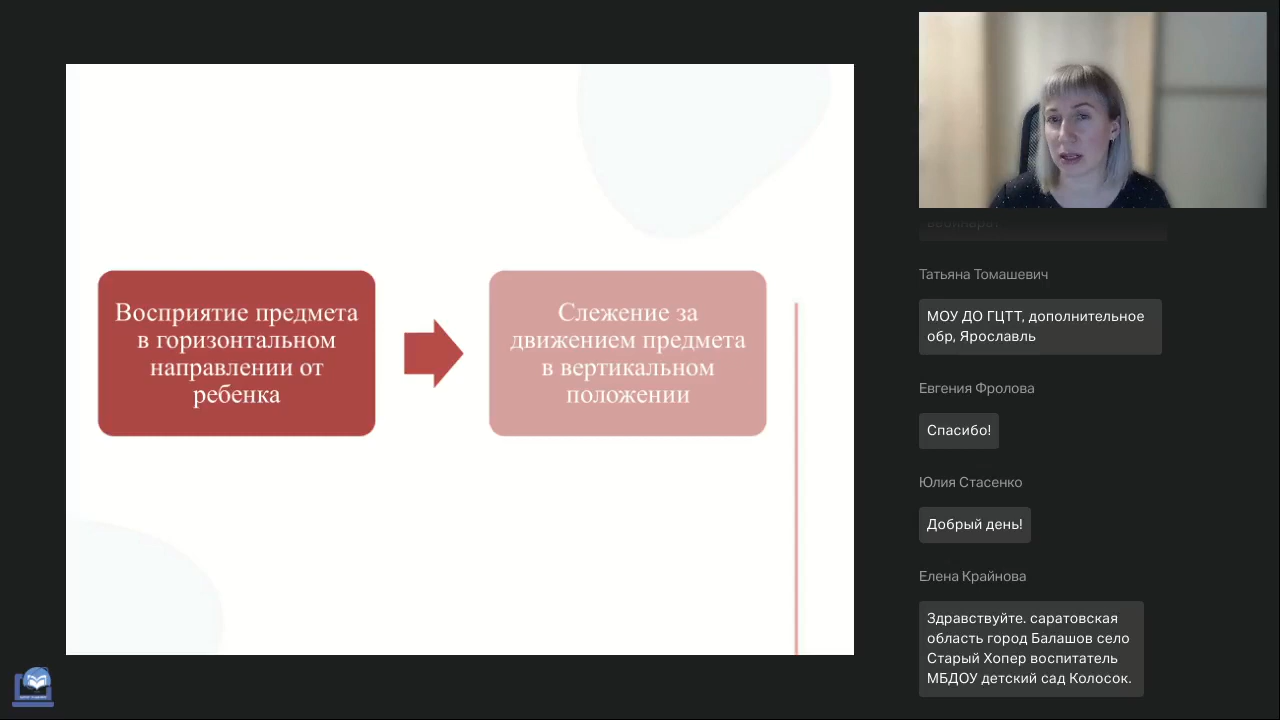 Восприятие предмета
в горизонтальном
направлении от
ребенка
Слежение за
движением предмета
в вертикальном
положении
Татьяна Томашевич
МОУ ДО ГЦТТ, дополнительное
обр, Ярославль
Евгения Фролова
Спасибо!
Юлия Стасенко
Добрый день!
Елена Крайнова
Здравствуйте. саратовская
область город Балашов село
Старый Хопер воспитатель
МБДОУ детский сад Колосок.